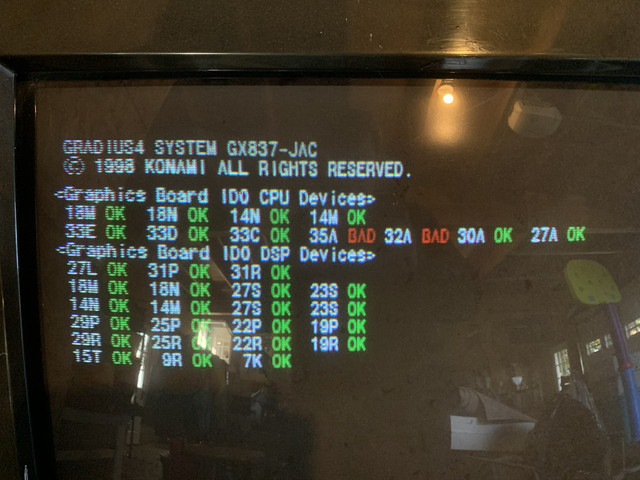 GRADIUS4 SYSTEM GX837-JAC
© 1998 KONAMI ALL RIGHTS RESERVED.
<Graphics Board ID0 CPU Devices>
18M OK 18N OK 14N OK 14M OK
33E OK 33D OK 33C OK 35A BAD 32A BAD 30A OK 27A OK
<Graphics Board ID0 DSP Devices>
27L OK 31P OK 31R OK
18M OK 18N OK 27S OK 23S OK
14N OK 14M OK 27S OK 23S OK
29P OK 25P OK 22P OK 19P OK
29R OK 25R OK 22R OK 19R OK
15T OK 9R OK 7K OK